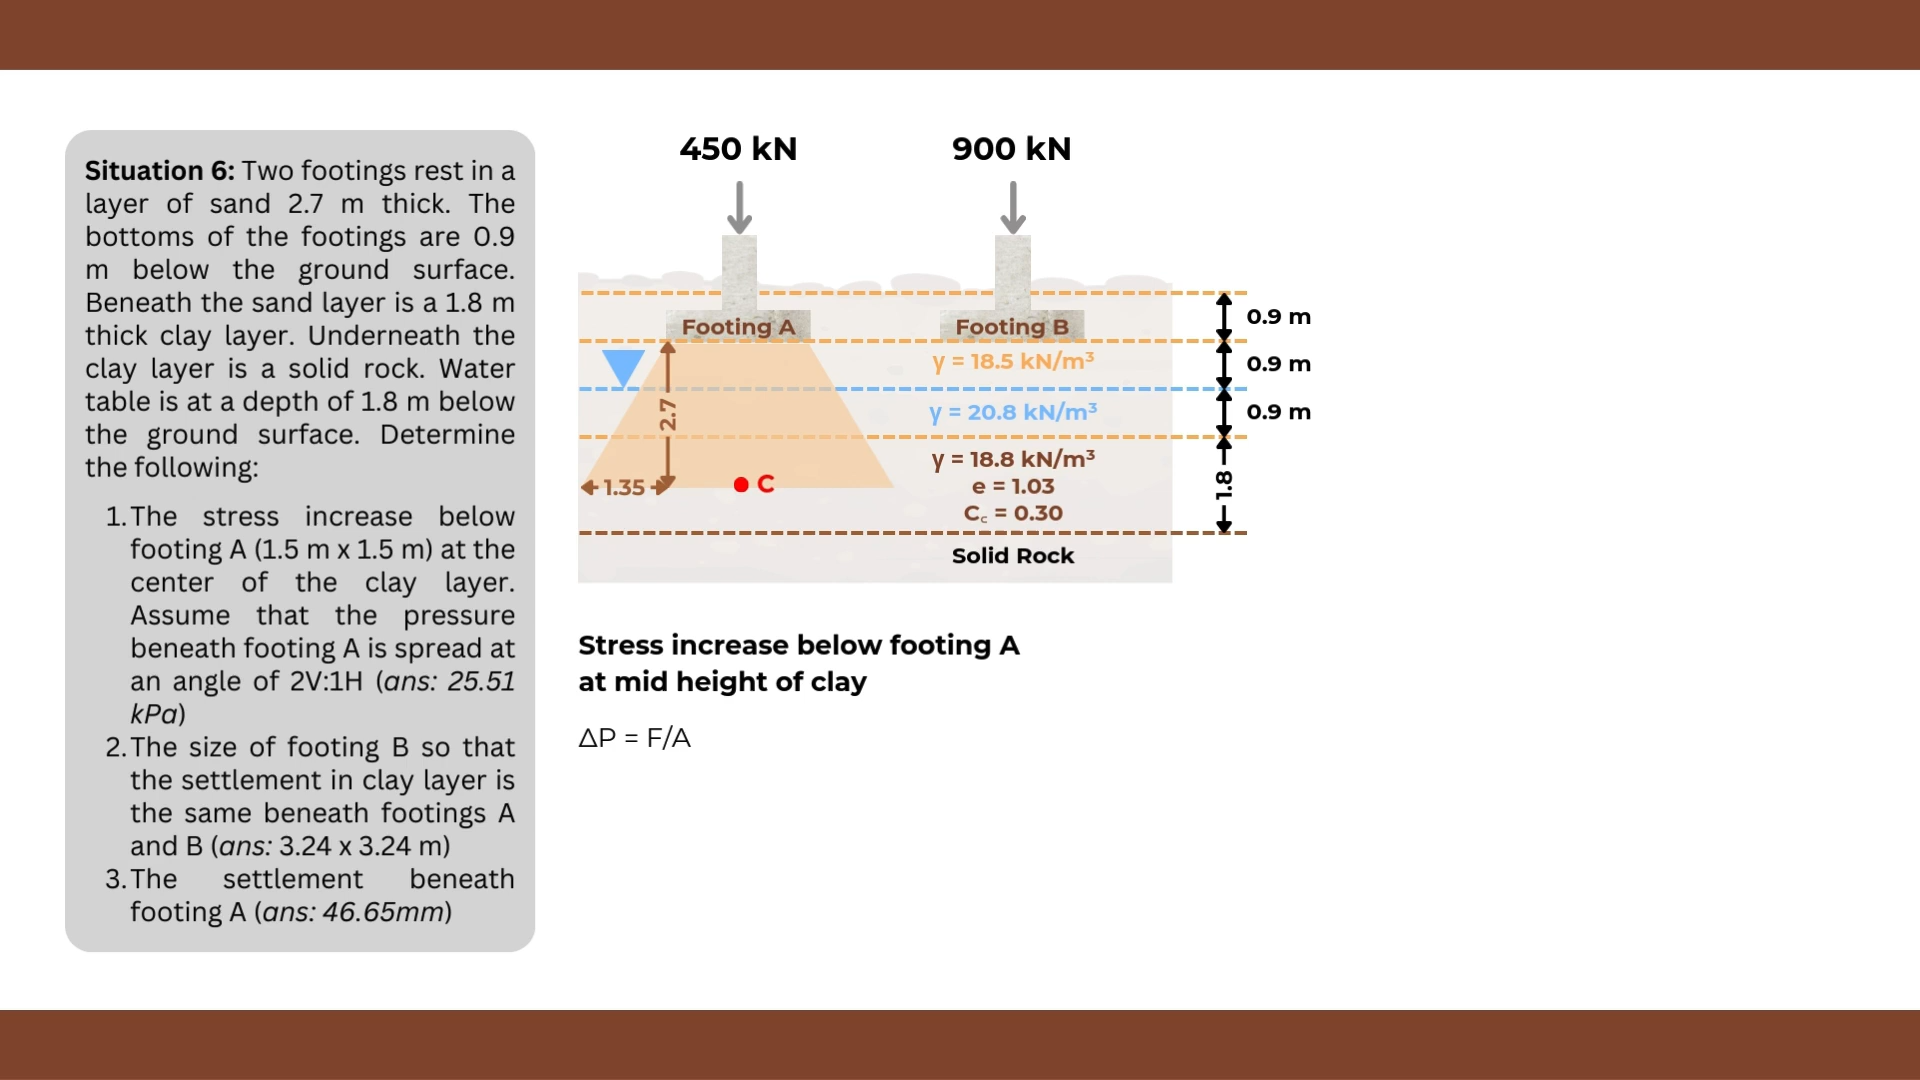 Situation 6: Two footings rest in a
layer of sand 2.7 m thick. The
bottoms of the footings are 0.9
m below the ground surface.
Beneath the sand layer is a 1.8 m
thick clay layer. Underneath the
clay layer is a solid rock. Water
table is at a depth of 1.8 m below
the ground surface. Determine
the following:
1. The stress increase below
footing A (1.5 m x 1.5 m) at the
center of the clay layer.
Assume that the pressure
beneath footing A is spread at
an angle of 2V:1H (ans: 25.51
kPa)
2. The size of footing B so that
the settlement in clay layer is
the same beneath footings A
and B (ans: 3.24 x 3.24 m)
3. The settlement beneath
footing A (ans: 46.65mm)
450 kN
900 kN
Footing A
Footing B
0.9 m
γ = 18.5 kN/m³
0.9 m
γ = 20.8 kN/m³
0.9 m
2.7
γ = 18.8 kN/m³
e = 1.03
C꜀ = 0.30
1.8
1.35
C
Solid Rock
Stress increase below footing A
at mid height of clay
ΔP = F/A